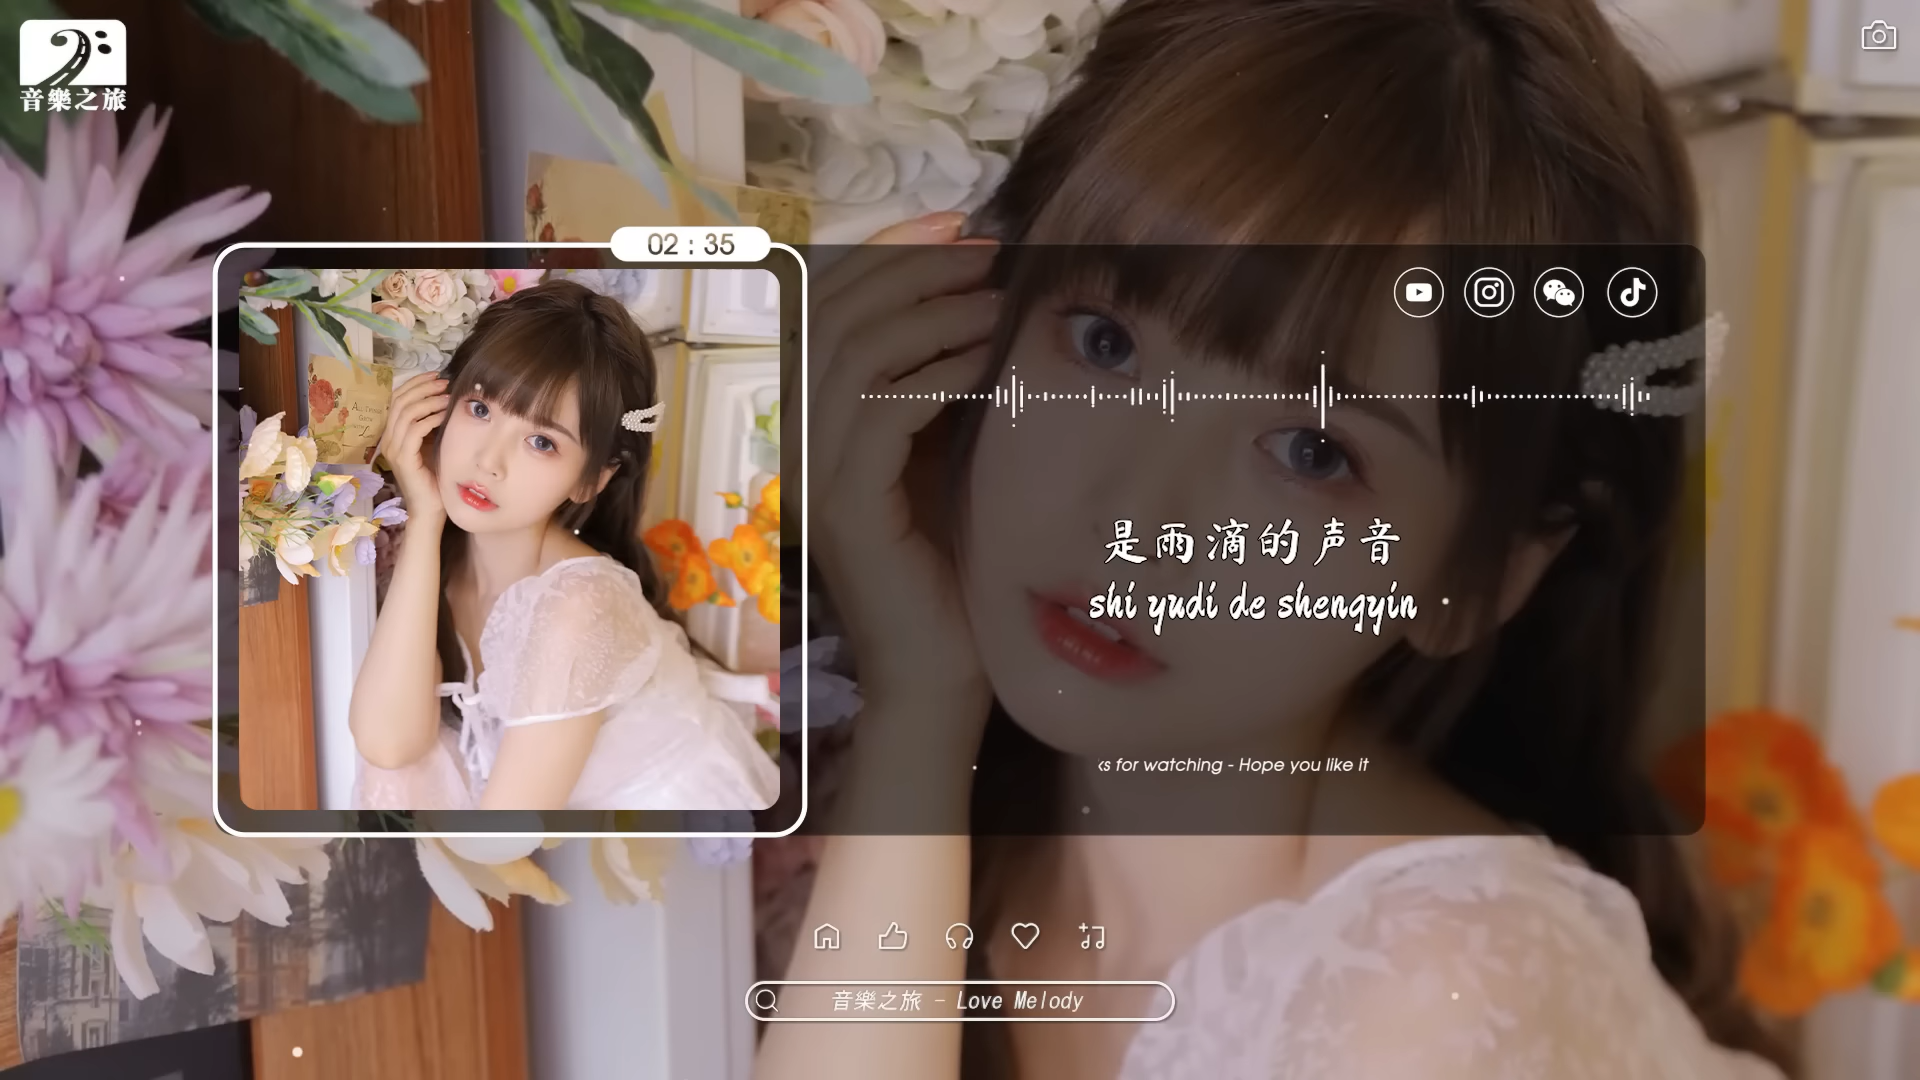 音樂之旅
02 : 35
是雨滴的声音
shi yudi de shengyin
s for watching - Hope you like it
音樂之旅 - Love Melody